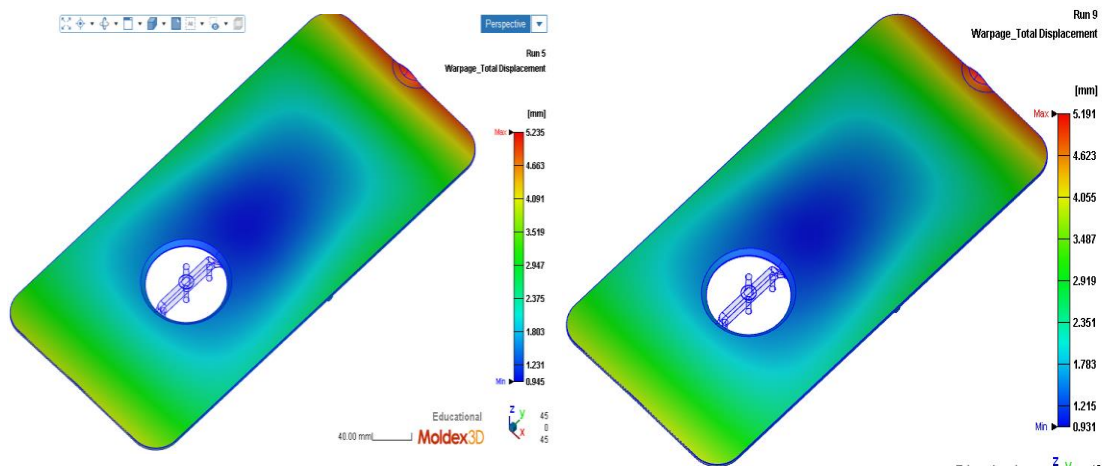 Perspective
Run 5
Warpage_Total Displacement
[mm]
Max 5.235
4.663
4.091
3.519
2.947
2.375
1.803
1.231
Min 0.945
Educational
40.00 mm
Moldex3D
z
y
x
45
0
45
Run 9
Warpage_Total Displacement
[mm]
Max 5.191
4.623
4.055
3.487
2.919
2.351
1.783
1.215
Min 0.931
z